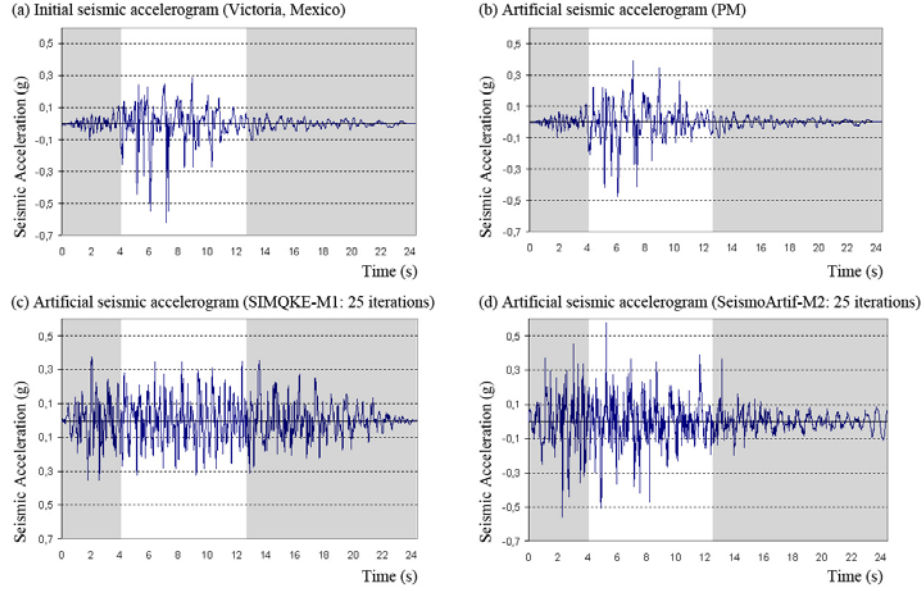 (a) Initial seismic accelerogram (Victoria, Mexico)
Seismic Acceleration (g)
0,5
0,3
0,1
-0,1
-0,3
-0,5
-0,7
0 2 4 6 8 10 12 14 16 18 20 22 24
Time (s)
(b) Artificial seismic accelerogram (PM)
Seismic Acceleration (g)
0,5
0,3
0,1
-0,1
-0,3
-0,5
-0,7
0 2 4 6 8 10 12 14 16 18 20 22 24
Time (s)
(c) Artificial seismic accelerogram (SIMQKE-M1: 25 iterations)
Seismic Acceleration (g)
0,5
0,3
0,1
0,1
0,3
0,5
0,7
0 2 4 6 8 10 12 14 16 18 20 22 24
Time (s)
(d) Artificial seismic accelerogram (SeismoArtif-M2: 25 iterations)
Seismic Acceleration (g)
0,5
0,3
0,1
-0,1
-0,3
-0,5
-0,7
0 2 4 6 8 10 12 14 16 18 20 22 24
Time (s)